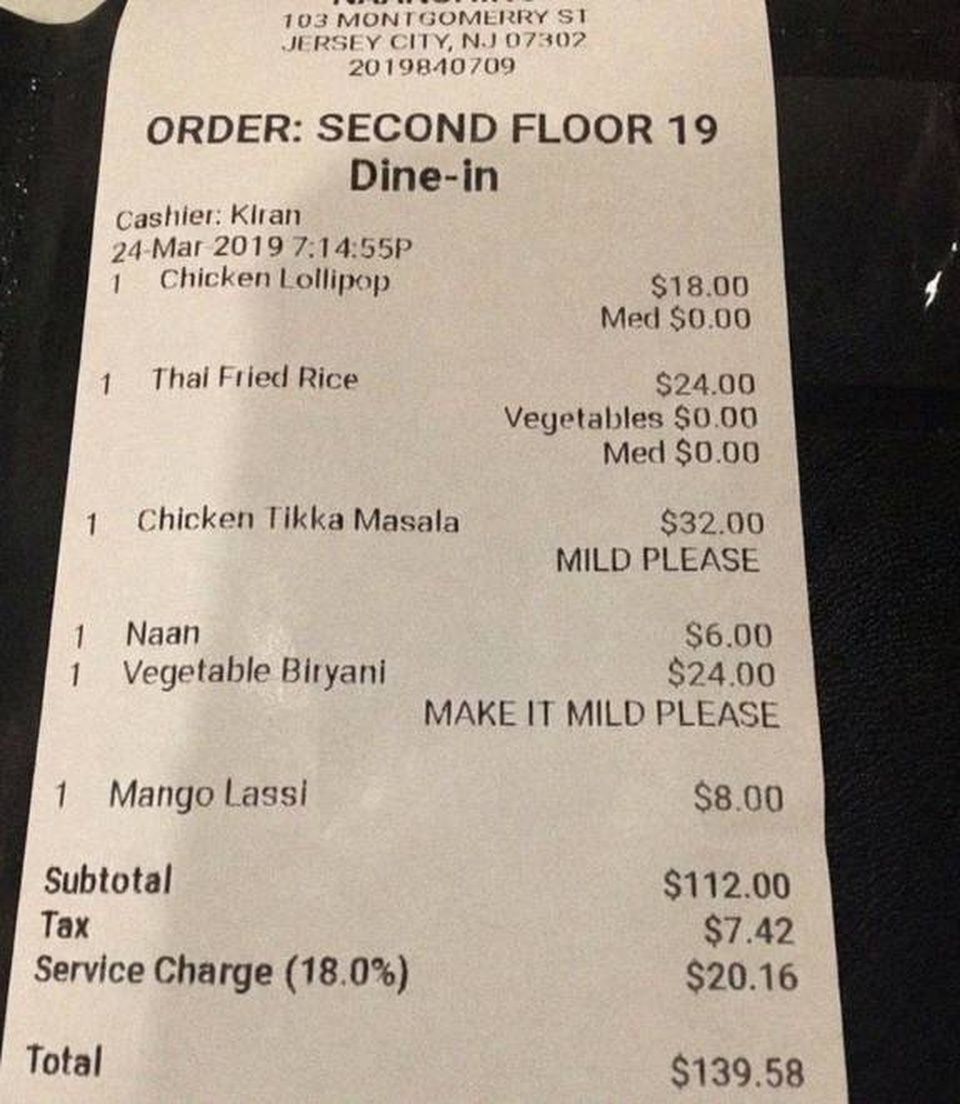 103 MONTGOMERRY ST
JERSEY CITY, NJ 07302
2019840709
ORDER: SECOND FLOOR 19
Dine-in
Cashier: Kiran
24-Mar-2019 7:14:55P
1 Chicken Lollipop $18.00
Med $0.00
1 Thai Fried Rice $24.00
Vegetables $0.00
Med $0.00
1 Chicken Tikka Masala $32.00
MILD PLEASE
1 Naan $6.00
1 Vegetable Biryani $24.00
MAKE IT MILD PLEASE
1 Mango Lassi $8.00
Subtotal $112.00
Tax $7.42
Service Charge (18.0%) $20.16
Total $139.58